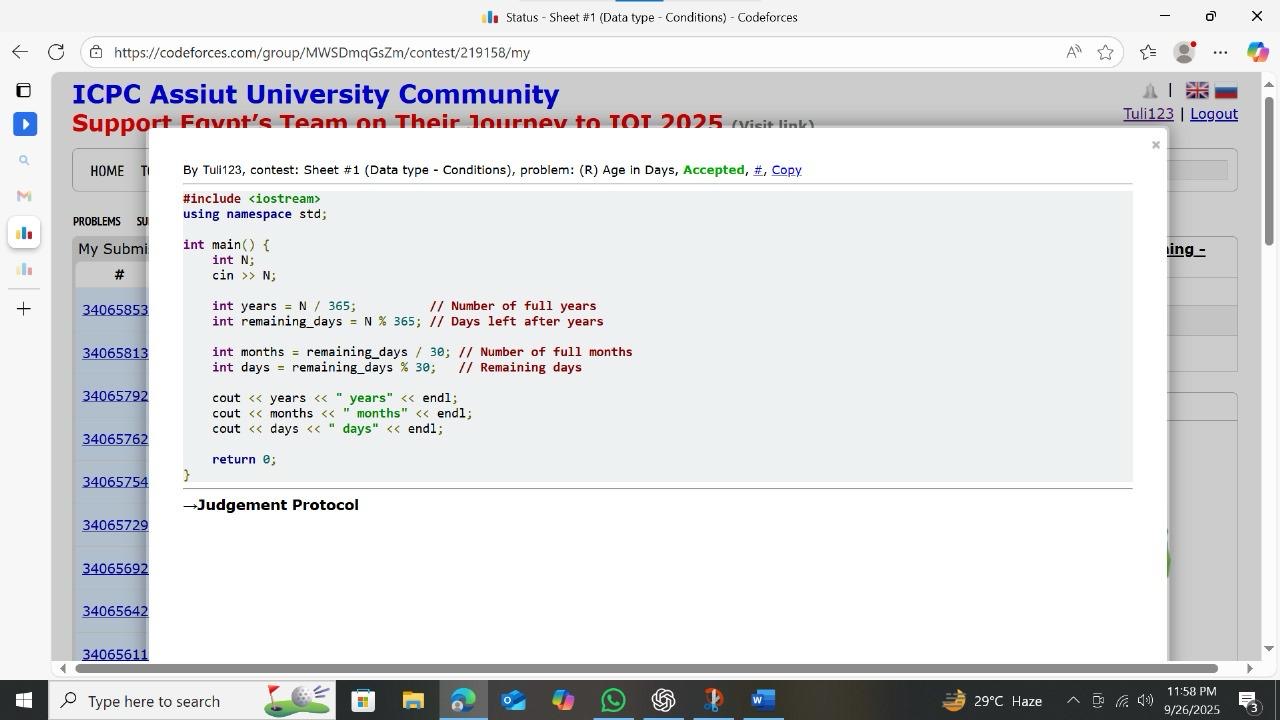 Status - Sheet #1 (Data type - Conditions) - Codeforces
https://codeforces.com/group/MWSDmqGsZm/contest/219158/my
ICPC Assiut University Community
Support Egypt's Team on Their Journey to IOI 2025 (Visit link)
Tuli123 | Logout
HOME
PROBLEMS SU
My Submi
#
34065853
34065813
34065792
34065762
34065754
34065729
34065692
34065642
34065611
ing -
By Tuli123, contest: Sheet #1 (Data type - Conditions), problem: (R) Age in Days, Accepted, #, Copy
#include <iostream>
using namespace std;
int main() {
    int N;
    cin >> N;
    int years = N / 365;          // Number of full years
    int remaining_days = N % 365; // Days left after years
    int months = remaining_days / 30; // Number of full months
    int days = remaining_days % 30;   // Remaining days
    cout << years << " years" << endl;
    cout << months << " months" << endl;
    cout << days << " days" << endl;
    return 0;
}
→Judgement Protocol
Type here to search
29°C Haze
11:58 PM
9/26/2025
3